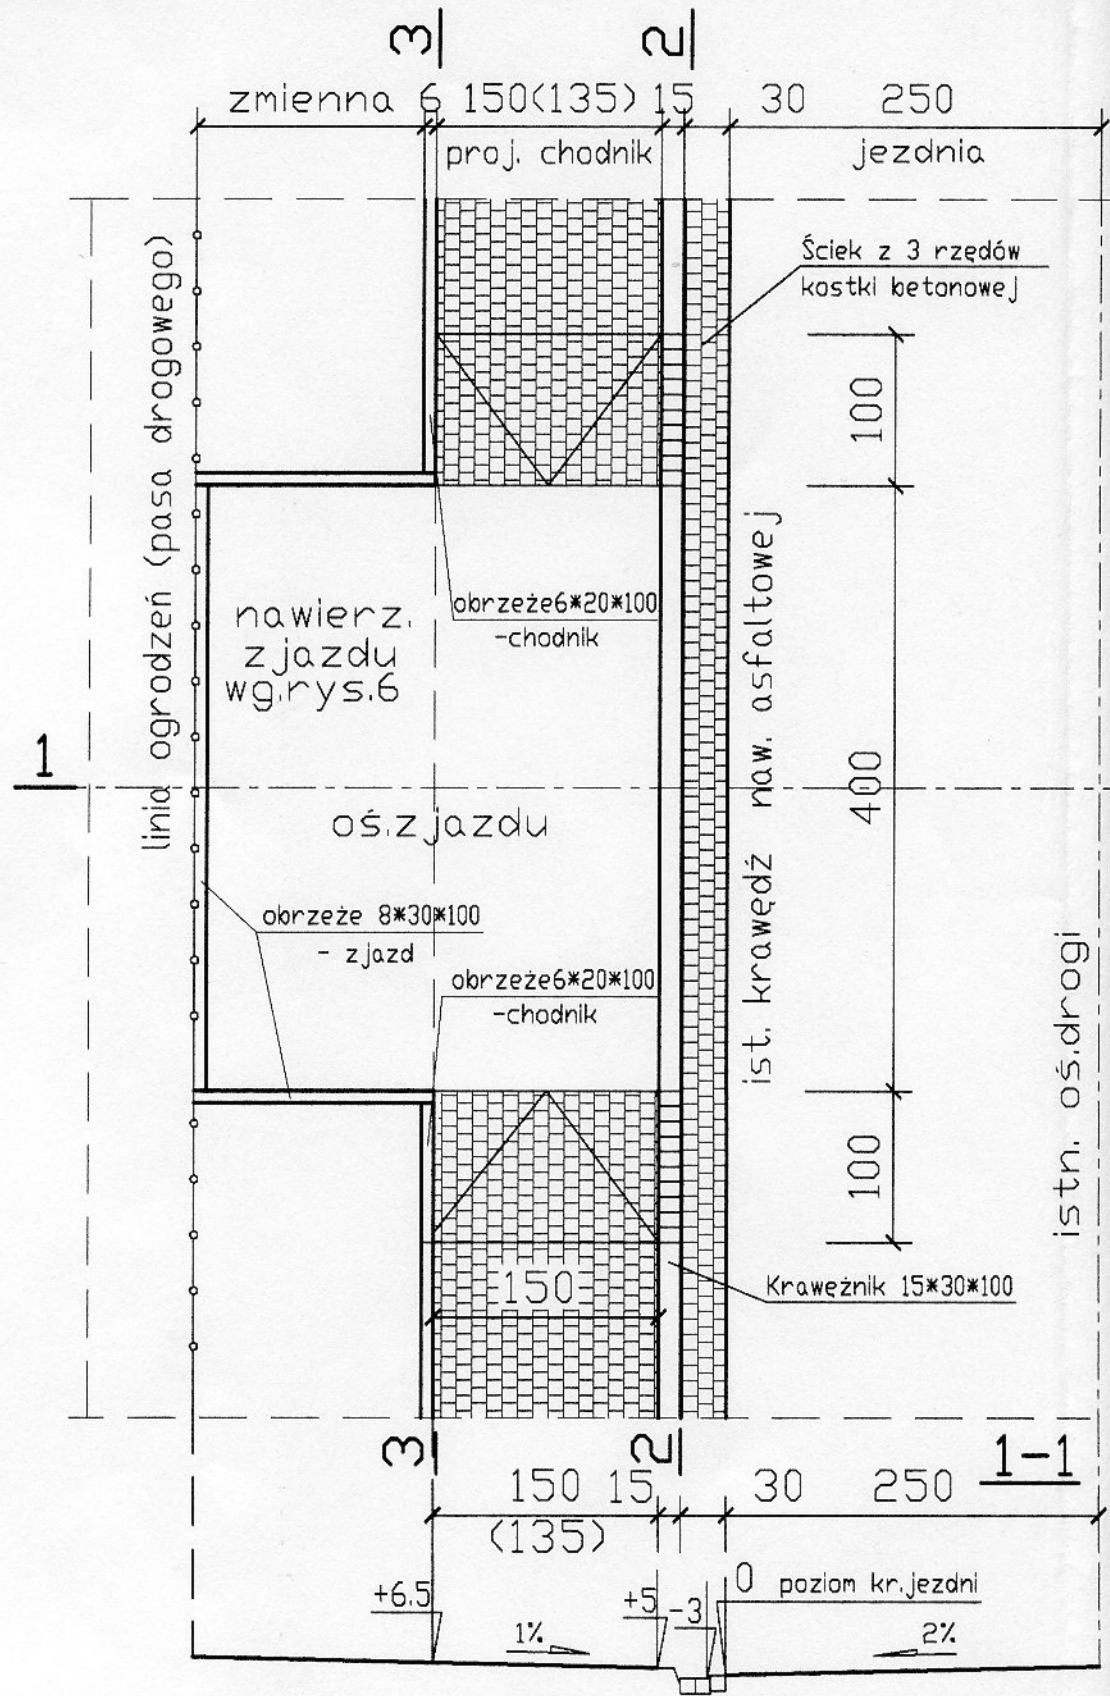 3
2
zmienna 6 150(135) 15 30 250
proj. chodnik
jezdnia
linia ogrodzeń (pasa drogowego)
Ściek z 3 rzędów
kostki betonowej
100
obrzeże6*20*100
-chodnik
nawierz.
zjazdu
wg.rys.6
ist. krawędź naw. asfaltowej
1
400
oś.zjazdu
obrzeże 8*30*100
- zjazd
obrzeże6*20*100
-chodnik
istn. oś.drogi
100
150
Krawężnik 15*30*100
3
2
1-1
150 15 30 250
(135)
+6.5
+5
-3
0 poziom kr.jezdni
1%
2%